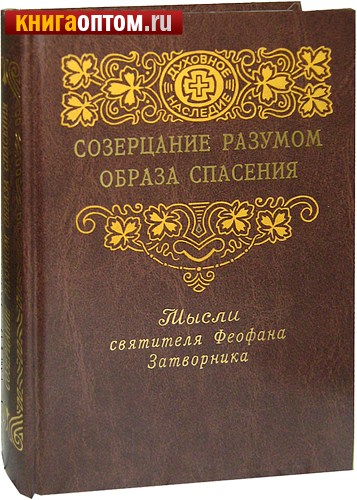 книгаоптом.ru
ДУХОВНОЕ
НАСЛЕДИЕ
СОЗЕРЦАНИЕ РАЗУМОМ
ОБРАЗА СПАСЕНИЯ
Мысли
святителя Феофана
Затворника